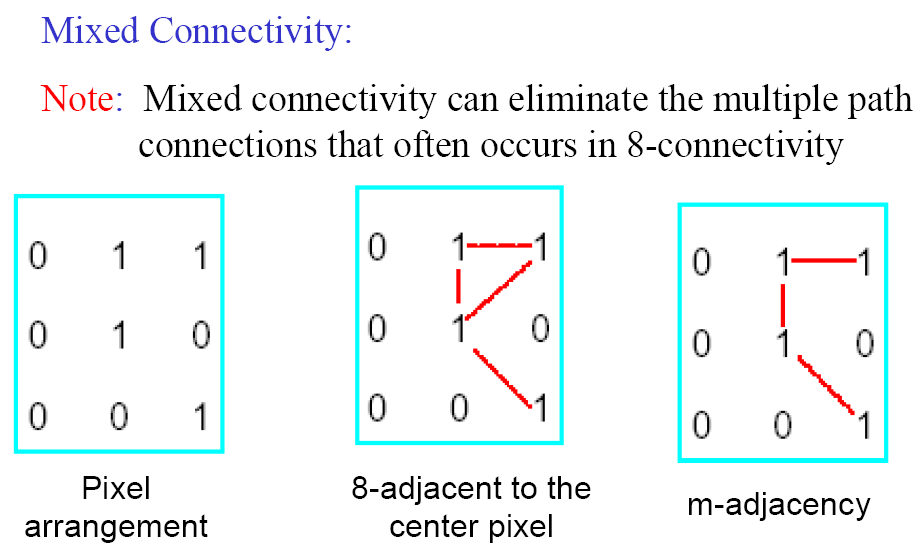 Mixed Connectivity:
Note: Mixed connectivity can eliminate the multiple path
connections that often occurs in 8-connectivity
0 1 1
0 1 0
0 0 1
Pixel
arrangement
0 1 1
0 1 0
0 0 1
8-adjacent to the
center pixel
0 1 1
0 1 0
0 0 1
m-adjacency